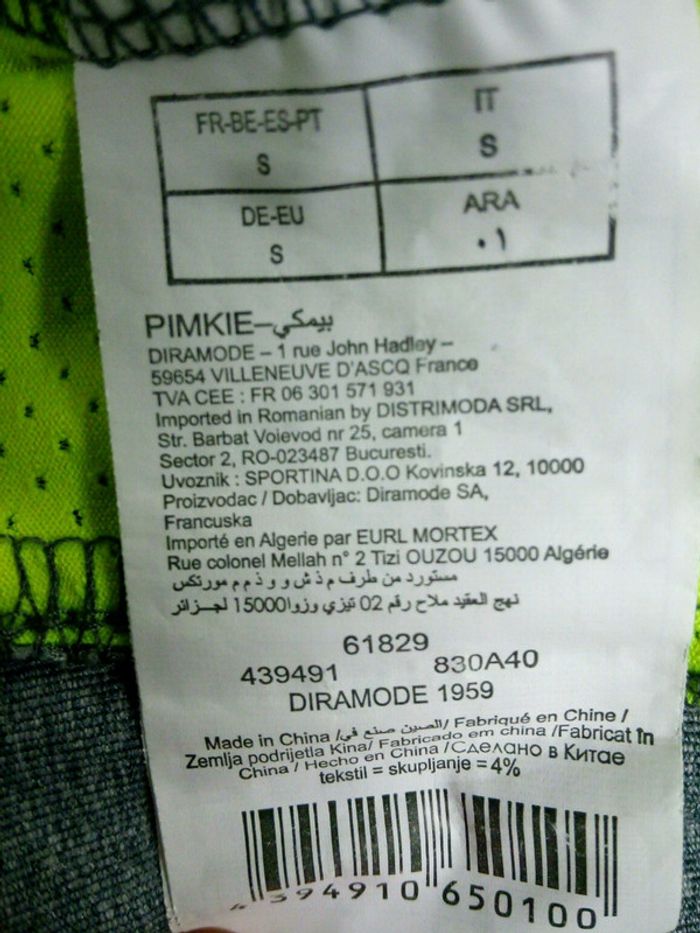 FR-BE-ES-PT
S
IT
S
DE-EU
S
ARA
٠١
PIMKIE–بيمكي
DIRAMODE – 1 rue John Hadley –
59654 VILLENEUVE D'ASCQ France
TVA CEE : FR 06 301 571 931
Imported in Romanian by DISTRIMODA SRL,
Str. Barbat Voievod nr 25, camera 1
Sector 2, RO-023487 Bucuresti.
Uvoznik : SPORTINA D.O.O Kovinska 12, 10000
Proizvodac / Dobavljac: Diramode SA,
Francuska
Importé en Algerie par EURL MORTEX
Rue colonel Mellah n° 2 Tizi OUZOU 15000 Algérie
مستورد من طرف م ذ ش و و ذ م م مورتكس
نهج العقيد ملاح رقم 02 تيزي وزو15000 لجـزائر
61829
439491 830A40
DIRAMODE 1959
Made in China / الصين صنع في/ Fabriqué en Chine /
Zemlja podrijetla Kina/ Fabricado em china /Fabricat în
China / Hecho en China /Сделано в Китае
tekstil = skupljanje = 4%
4 394910 650100